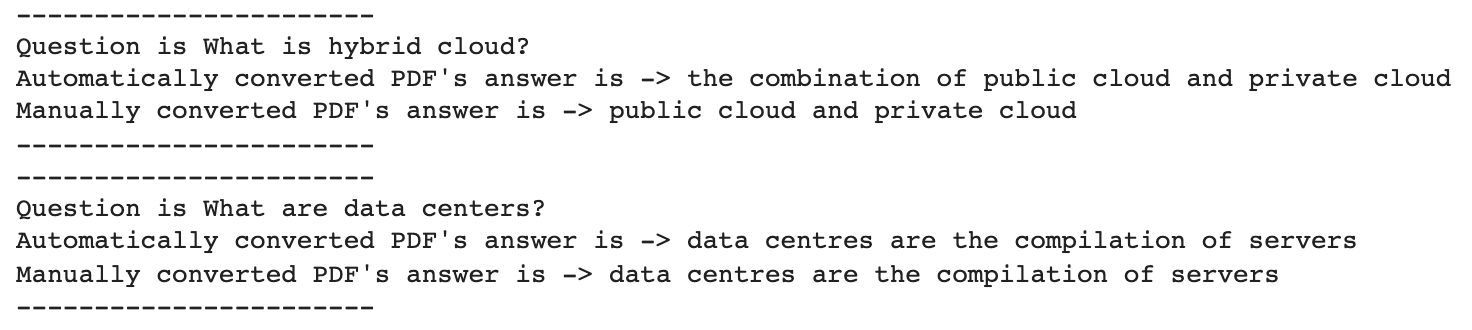 -----------------------
Question is What is hybrid cloud?
Automatically converted PDF's answer is -> the combination of public cloud and private cloud
Manually converted PDF's answer is -> public cloud and private cloud
-----------------------
-----------------------
Question is What are data centers?
Automatically converted PDF's answer is -> data centres are the compilation of servers
Manually converted PDF's answer is -> data centres are the compilation of servers
-----------------------